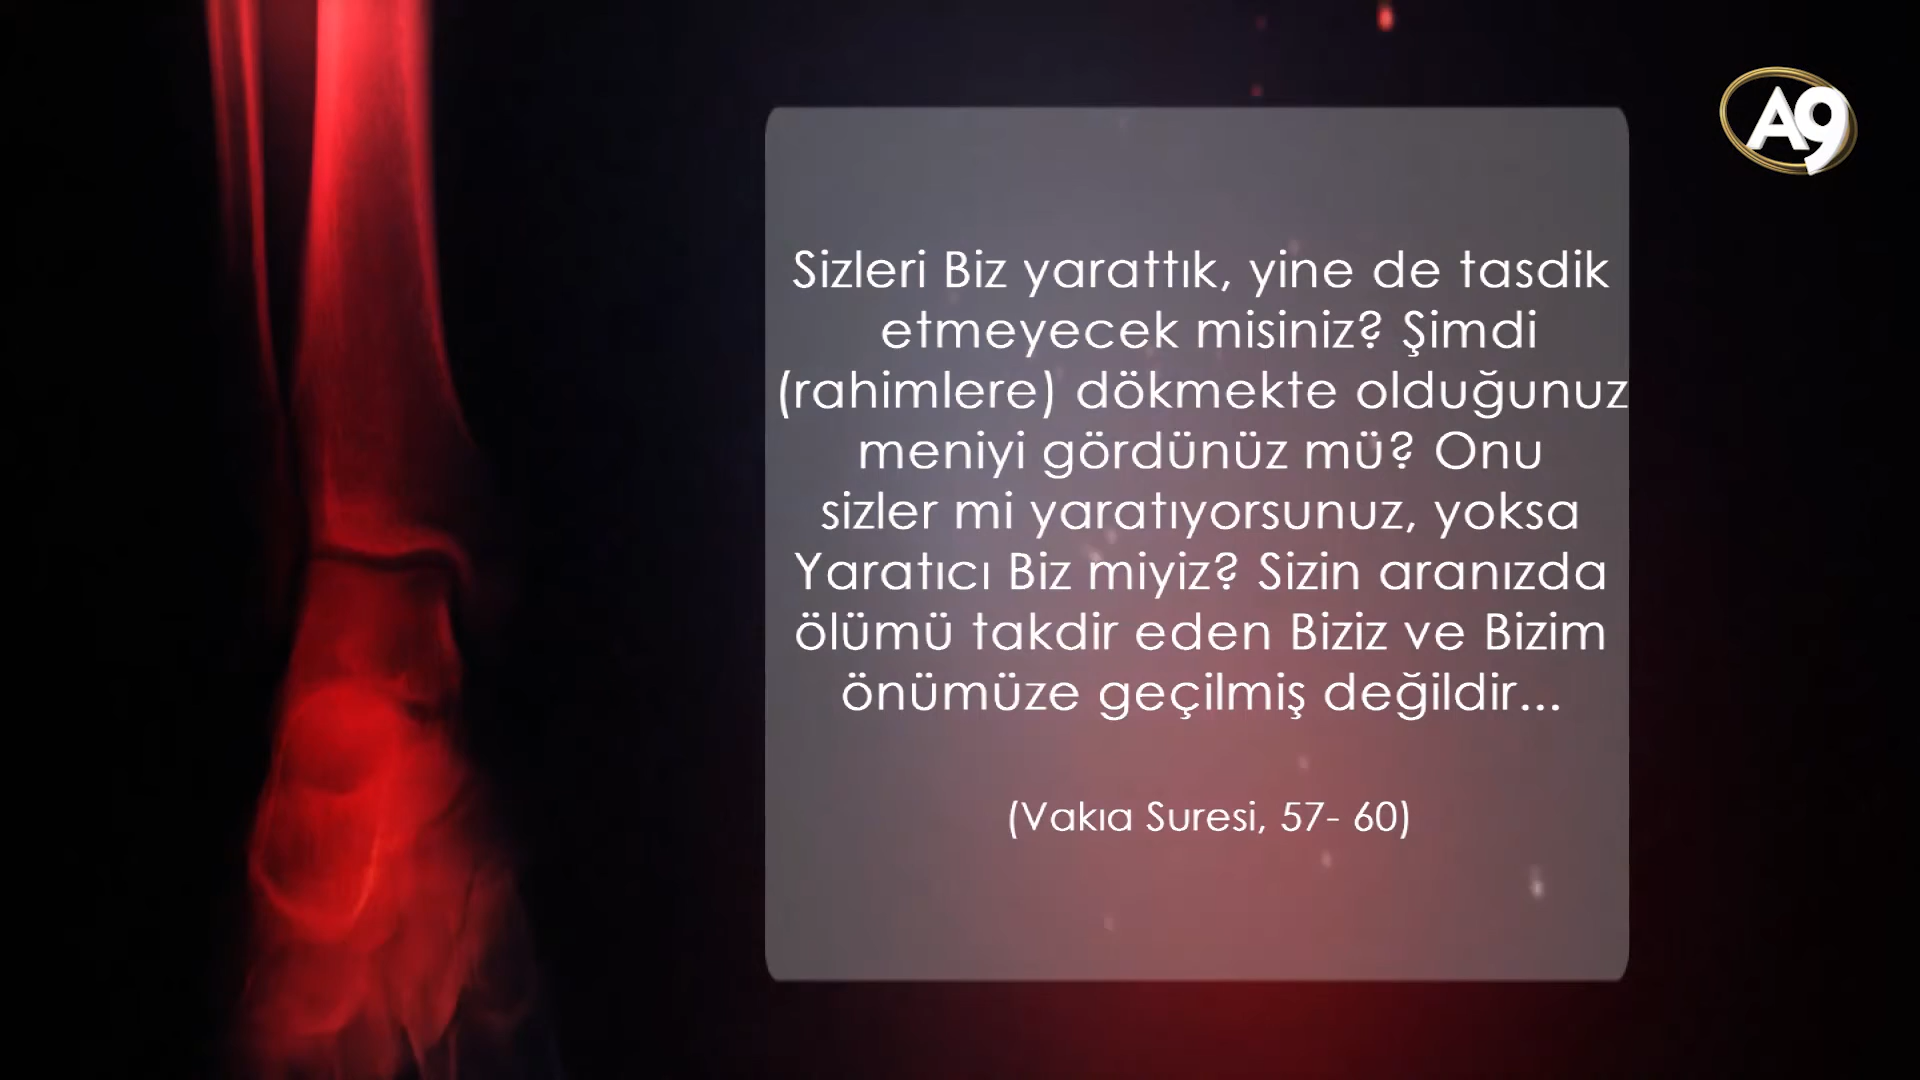 A9
Sizleri Biz yarattık, yine de tasdik
etmeyecek misiniz? Şimdi
(rahimlere) dökmekte olduğunuz
meniyi gördünüz mü? Onu
sizler mi yaratıyorsunuz, yoksa
Yaratıcı Biz miyiz? Sizin aranızda
ölümü takdir eden Biziz ve Bizim
önümüze geçilmiş değildir...
(Vakıa Suresi, 57- 60)